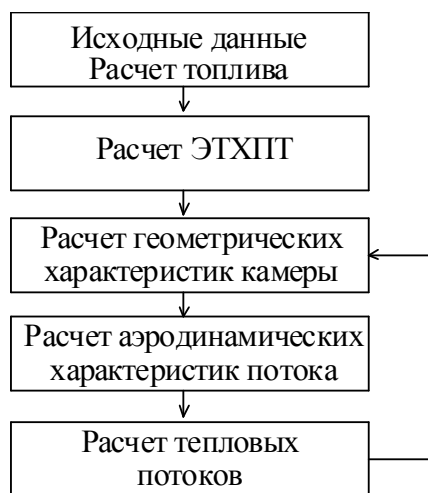 Исходные данные
Расчет топлива
Расчет ЭТХПТ
Расчет геометрических
характеристик камеры
Расчет аэродинамических
характеристик потока
Расчет тепловых
потоков